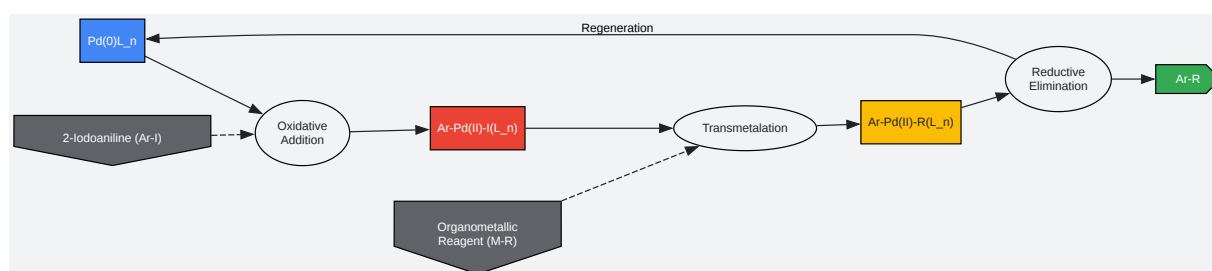 Regeneration
Pd(0)L_n
Reductive
Elimination
Ar-R
2-Iodoaniline (Ar-I)
Oxidative
Addition
Ar-Pd(II)-I(L_n)
Transmetalation
Ar-Pd(II)-R(L_n)
Organometallic
Reagent (M-R)